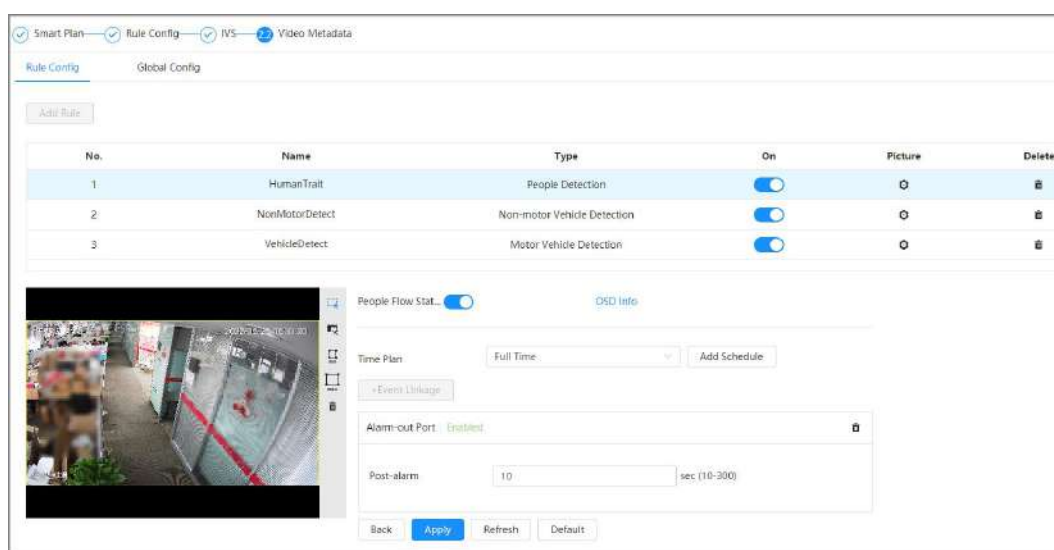 Smart Plan Rule Config IVS 2.2 Video Metadata
Rule Config Global Config
Add Rule
No. Name Type On Picture Delete
1 HumanTrait People Detection
2 NonMotorDetect Non-motor Vehicle Detection
3 VehicleDetect Motor Vehicle Detection
People Flow Stat... OSD Info
Time Plan Full Time Add Schedule
+Event Linkage
Alarm-out Port Enabled
Post-alarm 10 sec (10-300)
Back Apply Refresh Default